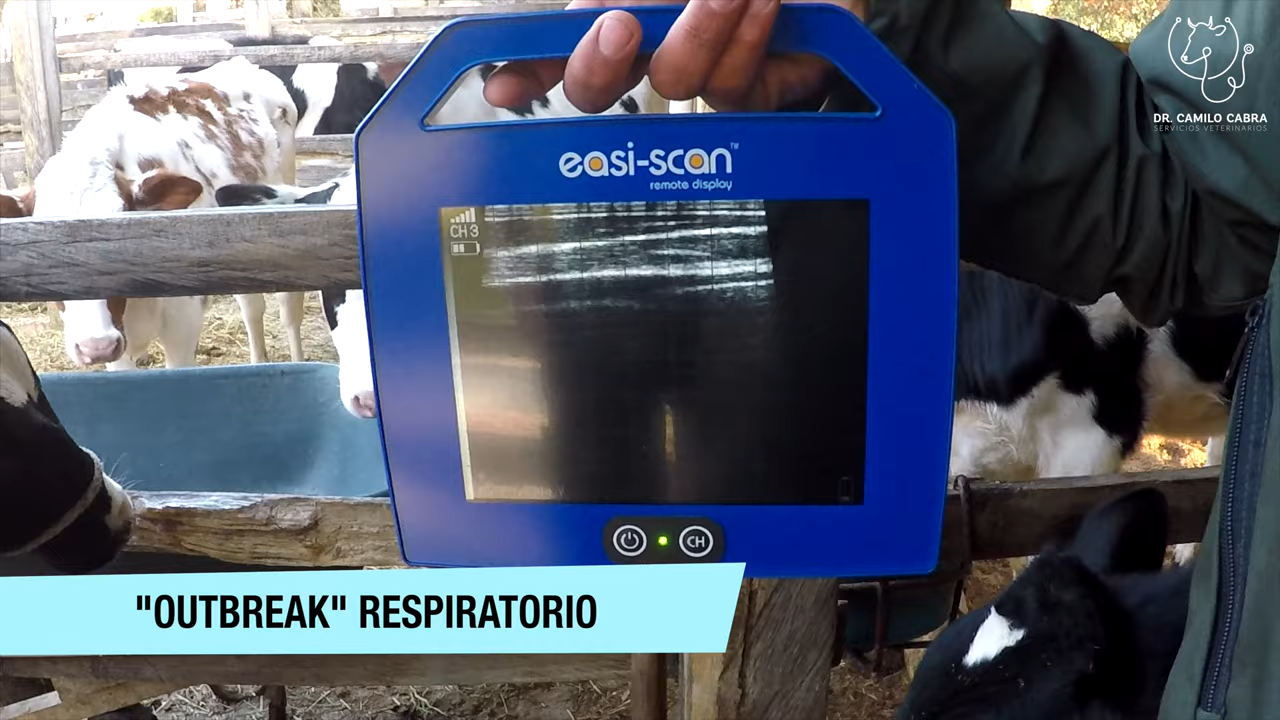 DR. CAMILO CABRA
SERVICIOS VETERINARIOS
easi-scan™
remote display
CH 3
CH
"OUTBREAK" RESPIRATORIO